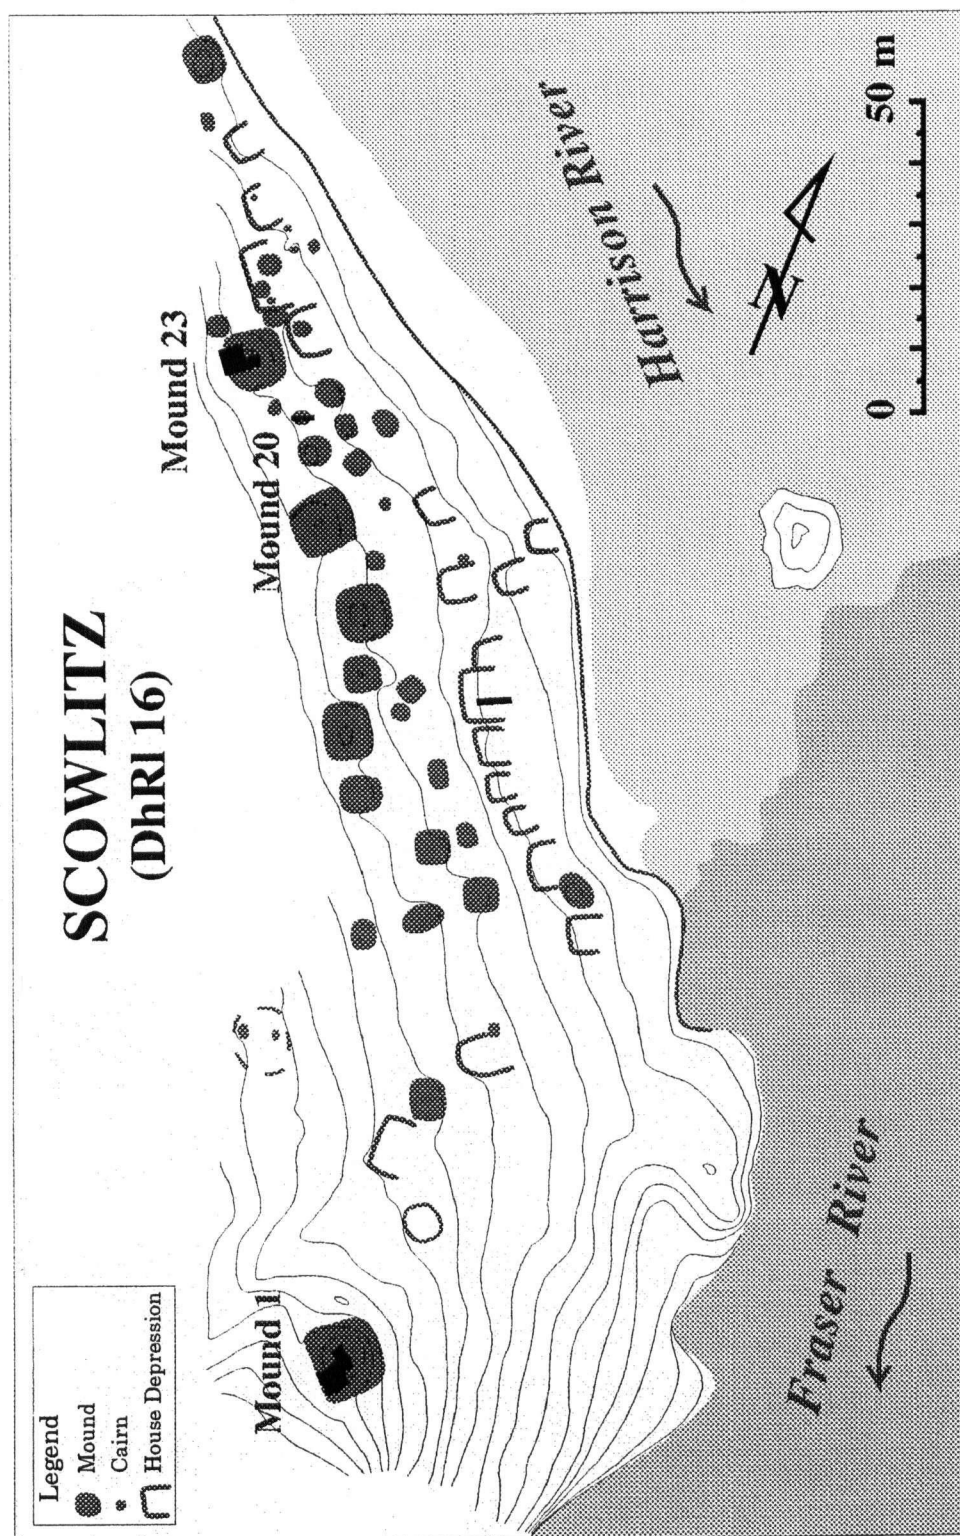 SCOWLITZ
(DhRl 16)
Mound 23
Mound 20
Mound 1
Harrison River
Fraser River
N
0
50 m
Legend
Mound
Cairn
House Depression